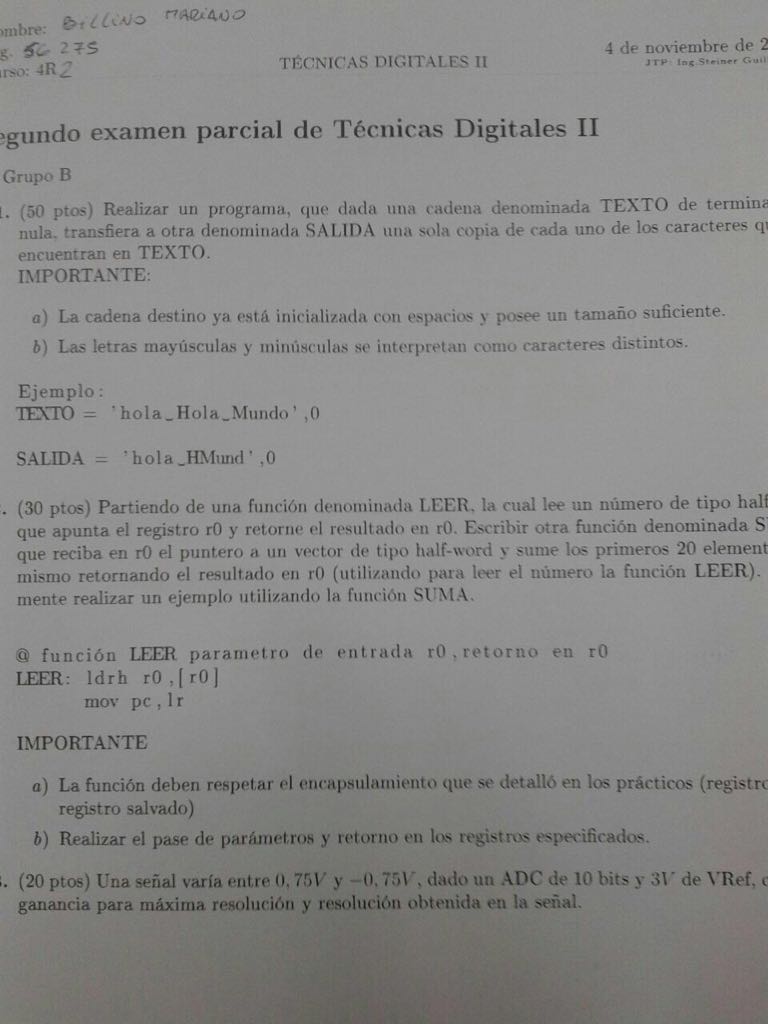 ombre: BILLINO MARIANO
g. 56 275
urso: 4R2
TÉCNICAS DIGITALES II
4 de noviembre de 2
JTP: Ing.Steiner Guil
egundo examen parcial de Técnicas Digitales II
Grupo B
1. (50 ptos) Realizar un programa, que dada una cadena denominada TEXTO de termina
nula, transfiera a otra denominada SALIDA una sola copia de cada uno de los caracteres qu
encuentran en TEXTO.
IMPORTANTE:
a) La cadena destino ya está inicializada con espacios y posee un tamaño suficiente.
b) Las letras mayúsculas y minúsculas se interpretan como caracteres distintos.
Ejemplo:
TEXTO = 'hola_Hola_Mundo',0
SALIDA = 'hola_HMund',0
. (30 ptos) Partiendo de una función denominada LEER, la cual lee un número de tipo half
que apunta el registro r0 y retorne el resultado en r0. Escribir otra función denominada S
que reciba en r0 el puntero a un vector de tipo half-word y sume los primeros 20 element
mismo retornando el resultado en r0 (utilizando para leer el número la función LEER).
mente realizar un ejemplo utilizando la función SUMA.
@ función LEER parametro de entrada r0,retorno en r0
LEER: ldrh r0,[r0]
mov pc,lr
IMPORTANTE
a) La función deben respetar el encapsulamiento que se detalló en los prácticos (registro
registro salvado)
b) Realizar el pase de parámetros y retorno en los registros especificados.
3. (20 ptos) Una señal varía entre 0,75V y −0,75V, dado un ADC de 10 bits y 3V de VRef, c
ganancia para máxima resolución y resolución obtenida en la señal.